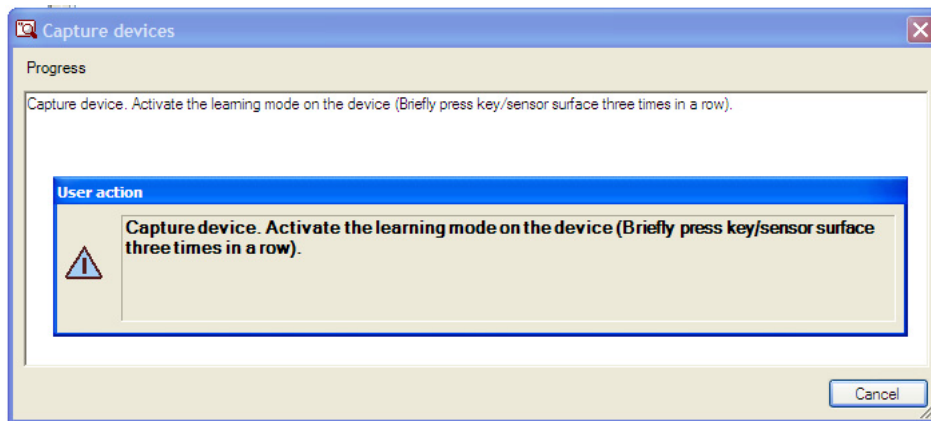 Capture devices
Progress
Capture device. Activate the learning mode on the device (Briefly press key/sensor surface three times in a row).
User action
Capture device. Activate the learning mode on the device (Briefly press key/sensor surface
three times in a row).
Cancel